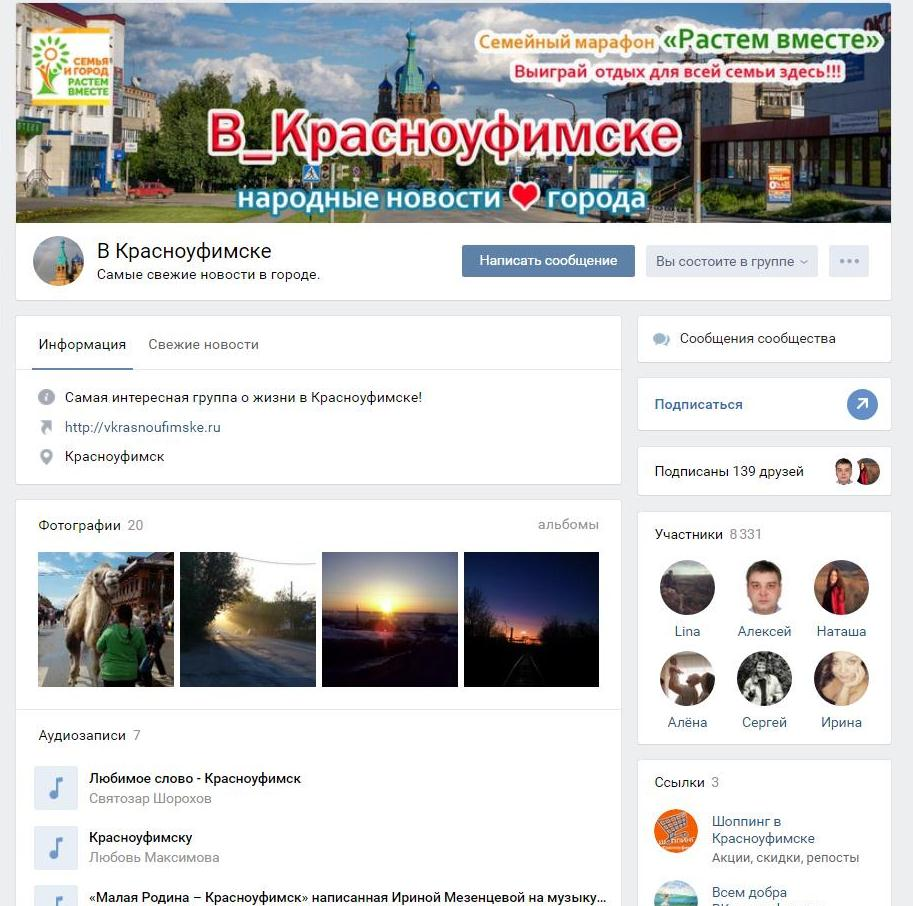 СЕМЬЯ
И ГОРОД
РАСТЕМ
ВМЕСТЕ
Семейный марафон «Растем вместе»
Выиграй отдых для всей семьи здесь!!!
В_Красноуфимске
народные новости города
В Красноуфимске
Самые свежие новости в городе.
Написать сообщение
Вы состоите в группе
Информация
Свежие новости
Самая интересная группа о жизни в Красноуфимске!
http://vkrasnoufimske.ru
Красноуфимск
Фотографии 20
альбомы
Аудиозаписи 7
Любимое слово - Красноуфимск
Святозар Шорохов
Красноуфимску
Любовь Максимова
«Малая Родина – Красноуфимск» написанная Ириной Мезенцевой на музыку...
Сообщения сообщества
Подписаться
Подписаны 139 друзей
Участники 8 331
Lina
Алексей
Наташа
Алёна
Сергей
Ирина
Ссылки 3
Шоппинг в
Красноуфимске
Акции, скидки, репосты
Всем добра